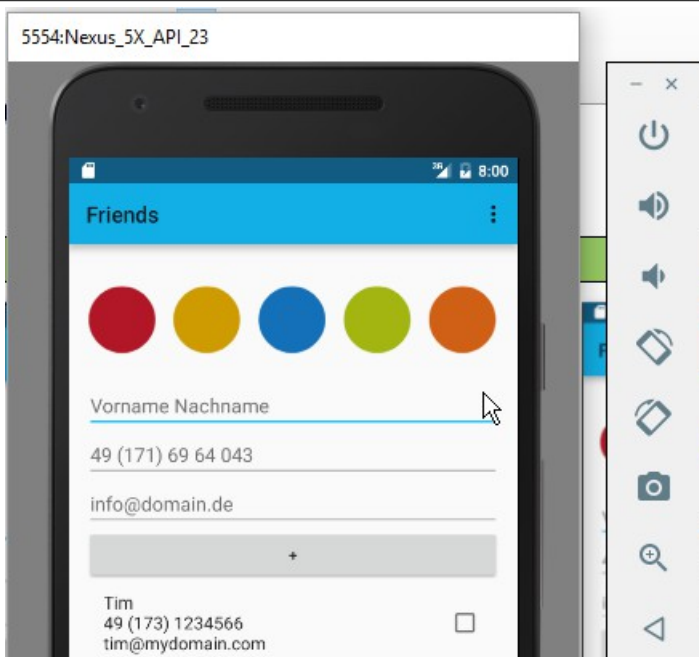 5554:Nexus_5X_API_23
8:00
Friends
Vorname Nachname
49 (171) 69 64 043
info@domain.de
+
Tim
49 (173) 1234566
tim@mydomain.com